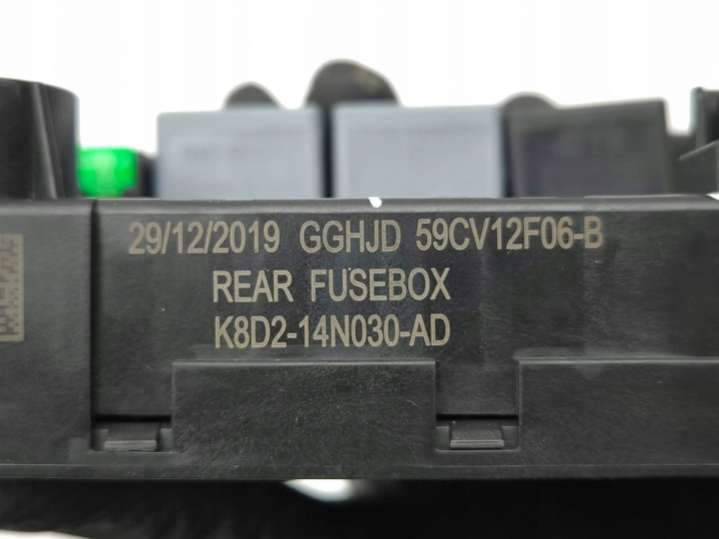 29/12/2019 GGHJD 59CV12F06-B
REAR FUSEBOX
K8D2-14N030-AD